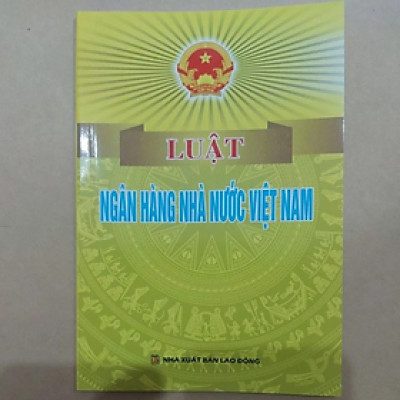 LUẬT
NGÂN HÀNG NHÀ NƯỚC VIỆT NAM
NHÀ XUẤT BẢN LAO ĐỘNG